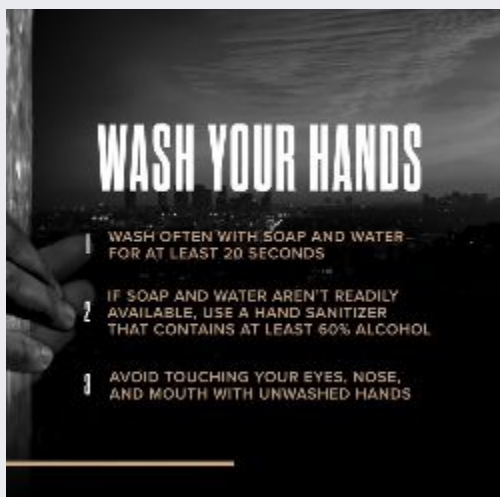 WASH YOUR HANDS
1 WASH OFTEN WITH SOAP AND WATER
FOR AT LEAST 20 SECONDS
2 IF SOAP AND WATER AREN'T READILY
AVAILABLE, USE A HAND SANITIZER
THAT CONTAINS AT LEAST 60% ALCOHOL
3 AVOID TOUCHING YOUR EYES, NOSE,
AND MOUTH WITH UNWASHED HANDS